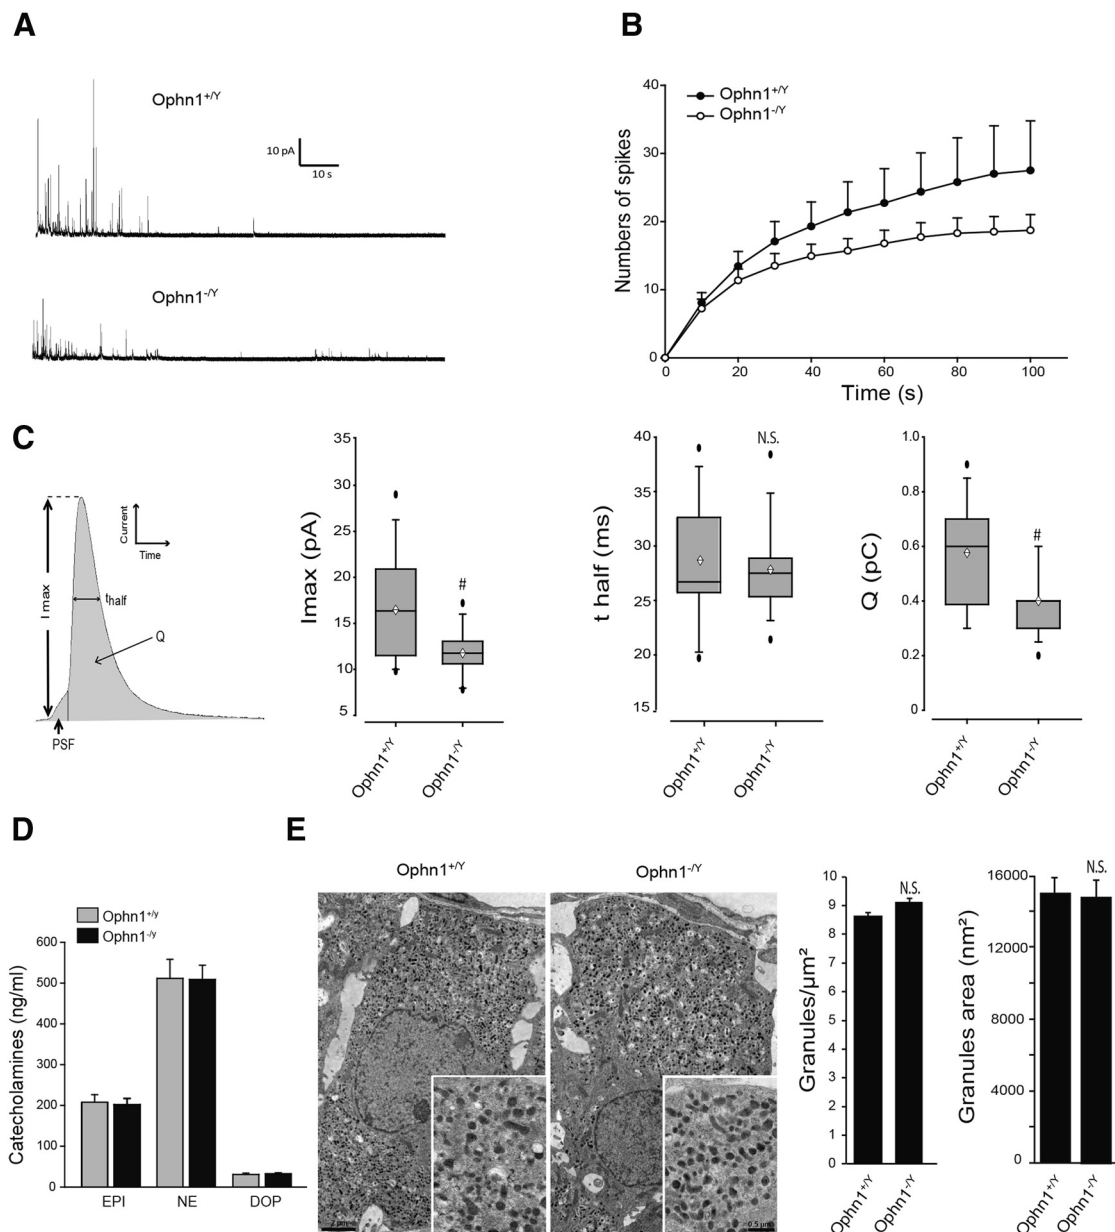 A
Ophn1+/Y
10 pA
10 s
Ophn1-/Y
B
Ophn1+/Y
Ophn1-/Y
Numbers of spikes
40
30
20
10
0
0 20 40 60 80 100
Time (s)
C
I max
Current
Time
thalf
Q
PSF
Imax (pA)
35
30
25
20
15
10
5
#
Ophn1+/Y
Ophn1-/Y
t half (ms)
40
35
30
25
20
15
N.S.
Ophn1+/Y
Ophn1-/Y
Q (pC)
1.0
0.8
0.6
0.4
0.2
0
#
Ophn1+/Y
Ophn1-/Y
D
Ophn1+/y
Ophn1-/y
Catecholamines (ng/ml)
600
500
400
300
200
100
0
EPI NE DOP
E
Ophn1+/Y
Ophn1-/Y
2 µm
0.5 µm
Granules/µm²
10
9
8
7
6
5
4
3
2
1
0
N.S.
Ophn1+/Y
Ophn1-/Y
Granules area (nm²)
16000
12000
8000
4000
0
N.S.
Ophn1+/Y
Ophn1-/Y